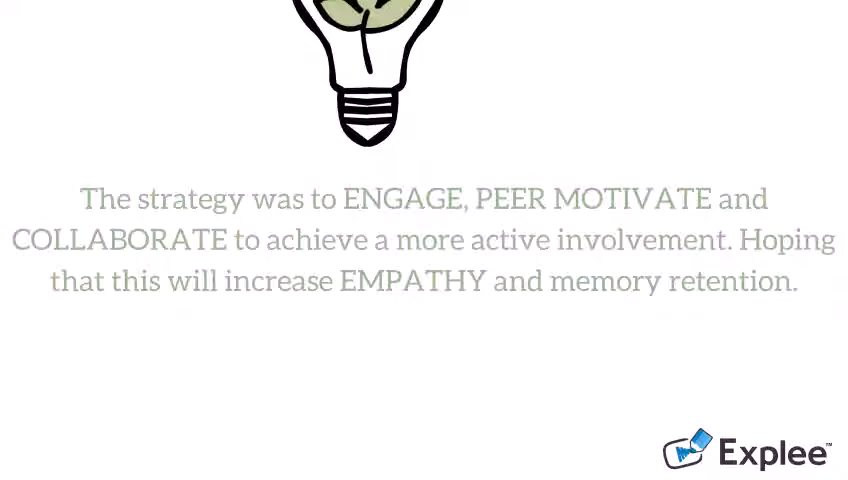 The strategy was to ENGAGE, PEER MOTIVATE and
COLLABORATE to achieve a more active involvement. Hoping
that this will increase EMPATHY and memory retention.
Explee™